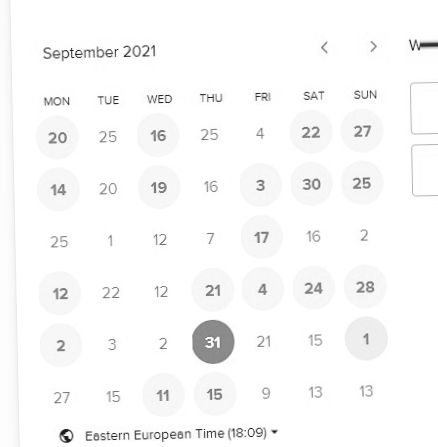 September 2021
MON TUE WED THU FRI SAT SUN
20 25 16 25 4 22 27
14 20 19 16 3 30 25
25 1 12 7 17 16 2
12 22 12 21 4 24 28
2 3 2 31 21 15 1
27 15 11 15 9 13 13
Eastern European Time (18:09)